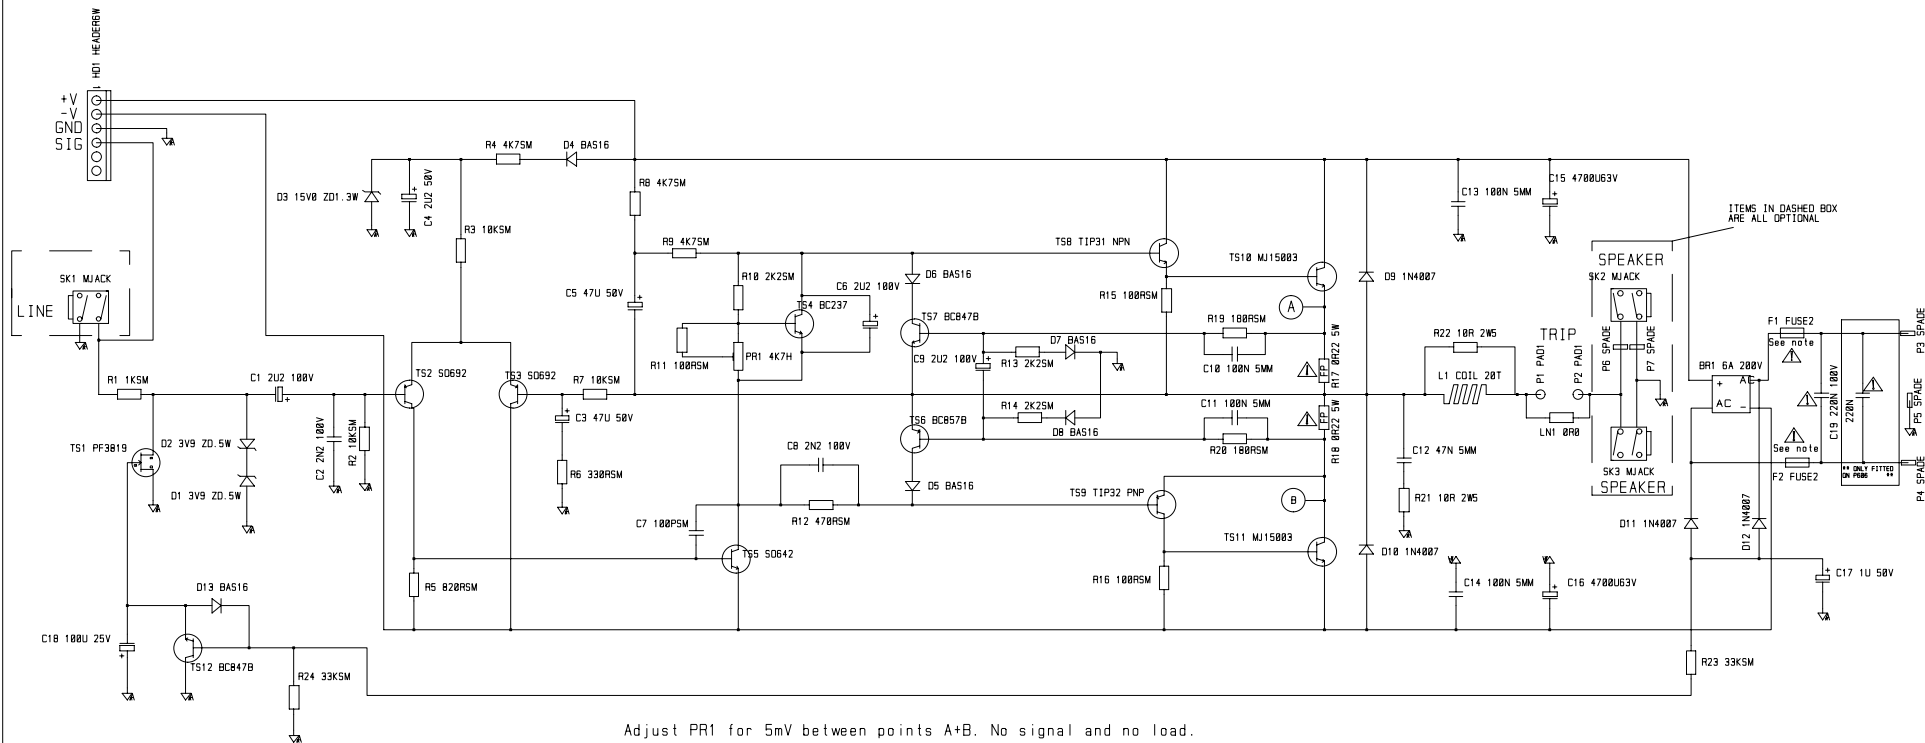 HD1 HEADER6W
1
+V
-V
GND
SIG
R4 4K7SM
D4 BAS16
D3 15V0 ZD1.3W
C4 2U2 50V
R3 10KSM
R8 4K7SM
C13 100N 5MM
C15 4700U63V
ITEMS IN DASHED BOX
ARE ALL OPTIONAL
R9 4K7SM
TS8 TIP31 NPN
TS10 MJ15003
SPEAKER
SK2 MJACK
SK1 MJACK
LINE
C5 47U 50V
R10 2K2SM
D6 BAS16
C6 2U2 100V
TS4 BC237
R15 100RSM
A
D9 1N4007
TS7 BC847B
R19 180RSM
R11 100RSM
PR1 4K7H
C9 2U2 100V
R13 2K2SM
D7 BAS16
C10 100N 5MM
FP
R17 0R22 5W
R22 10R 2W5
TRIP
P6 SPADE
P7 SPADE
F1 FUSE2
See note
P3 SPADE
R1 1KSM
C1 2U2 100V
TS2 SO692
TS3 SO692
R7 10KSM
L1 COIL 20T
P1 PAD1
P2 PAD1
BR1 6A 200V
+ AC
AC -
C19 220N 100V
220N
P5 SPADE
C3 47U 50V
R14 2K2SM
D8 BAS16
C11 100N 5MM
FP
R18 0R22 5W
LN1 0R0
TS6 BC857B
R20 180RSM
TS1 PF3819
D2 3V9 ZD.5W
C2 2N2 100V
R2 10KSM
C8 2N2 100V
C12 47N 5MM
SK3 MJACK
SPEAKER
See note
F2 FUSE2
** ONLY FITTED
ON P606 **
P4 SPADE
D1 3V9 ZD.5W
R6 330RSM
D5 BAS16
TS9 TIP32 PNP
B
R21 10R 2W5
C7 100PSM
R12 470RSM
D11 1N4007
D12 1N4007
TS5 SO642
TS11 MJ15003
D10 1N4007
R5 820RSM
R16 100RSM
C14 100N 5MM
C16 4700U63V
C17 1U 50V
D13 BAS16
C18 100U 25V
TS12 BC847B
R24 33KSM
R23 33KSM
Adjust PR1 for 5mV between points A+B. No signal and no load.